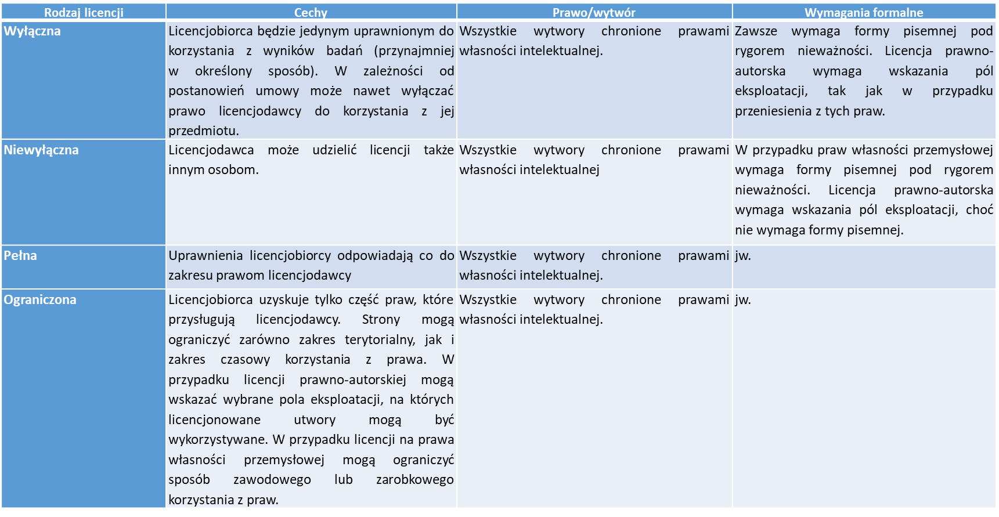 Rodzaj licencji
Cechy
Prawo/wytwór
Wymagania formalne
Wyłączna
Licencjobiorca będzie jedynym uprawnionym do
korzystania z wyników badań (przynajmniej
w określony sposób). W zależności od
postanowień umowy może nawet wyłączać
prawo licencjodawcy do korzystania z jej
przedmiotu.
Wszystkie wytwory chronione prawami
własności intelektualnej.
Zawsze wymaga formy pisemnej pod
rygorem nieważności. Licencja prawno-
autorska wymaga wskazania pól
eksploatacji, tak jak w przypadku
przeniesienia z tych praw.
Niewyłączna
Licencjodawca może udzielić licencji także
innym osobom.
Wszystkie wytwory chronione prawami
własności intelektualnej
W przypadku praw własności przemysłowej
wymaga formy pisemnej pod rygorem
nieważności. Licencja prawno-autorska
wymaga wskazania pól eksploatacji, choć
nie wymaga formy pisemnej.
Pełna
Uprawnienia licencjobiorcy odpowiadają co do
zakresu prawom licencjodawcy
Wszystkie wytwory chronione prawami
własności intelektualnej.
jw.
Ograniczona
Licencjobiorca uzyskuje tylko część praw, które
przysługują licencjodawcy. Strony mogą
ograniczyć zarówno zakres terytorialny, jak i
zakres czasowy korzystania z prawa. W
przypadku licencji prawno-autorskiej mogą
wskazać wybrane pola eksploatacji, na których
licencjonowane utwory mogą być
wykorzystywane. W przypadku licencji na prawa
własności przemysłowej mogą ograniczyć
sposób zawodowego lub zarobkowego
korzystania z praw.
Wszystkie wytwory chronione prawami
własności intelektualnej.
jw.